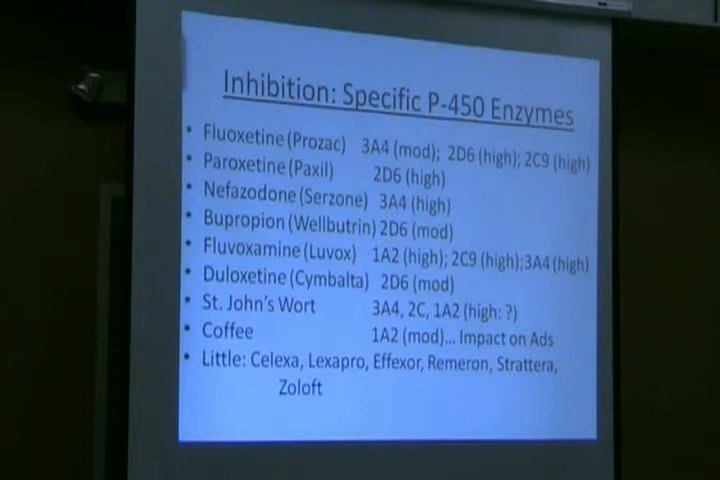 Inhibition: Specific P-450 Enzymes
• Fluoxetine (Prozac) 3A4 (mod); 2D6 (high); 2C9 (high)
• Paroxetine (Paxil) 2D6 (high)
• Nefazodone (Serzone) 3A4 (high)
• Bupropion (Wellbutrin) 2D6 (mod)
• Fluvoxamine (Luvox) 1A2 (high); 2C9 (high);3A4 (high)
• Duloxetine (Cymbalta) 2D6 (mod)
• St. John's Wort 3A4, 2C, 1A2 (high: ?)
• Coffee 1A2 (mod)... Impact on Ads
• Little: Celexa, Lexapro, Effexor, Remeron, Strattera,
Zoloft